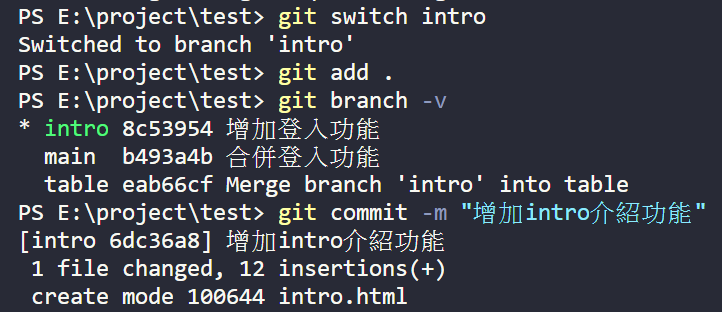 PS E:\project\test> git switch intro
Switched to branch 'intro'
PS E:\project\test> git add .
PS E:\project\test> git branch -v
* intro 8c53954 增加登入功能
  main  b493a4b 合併登入功能
  table eab66cf Merge branch 'intro' into table
PS E:\project\test> git commit -m "增加intro介紹功能"
[intro 6dc36a8] 增加intro介紹功能
 1 file changed, 12 insertions(+)
 create mode 100644 intro.html